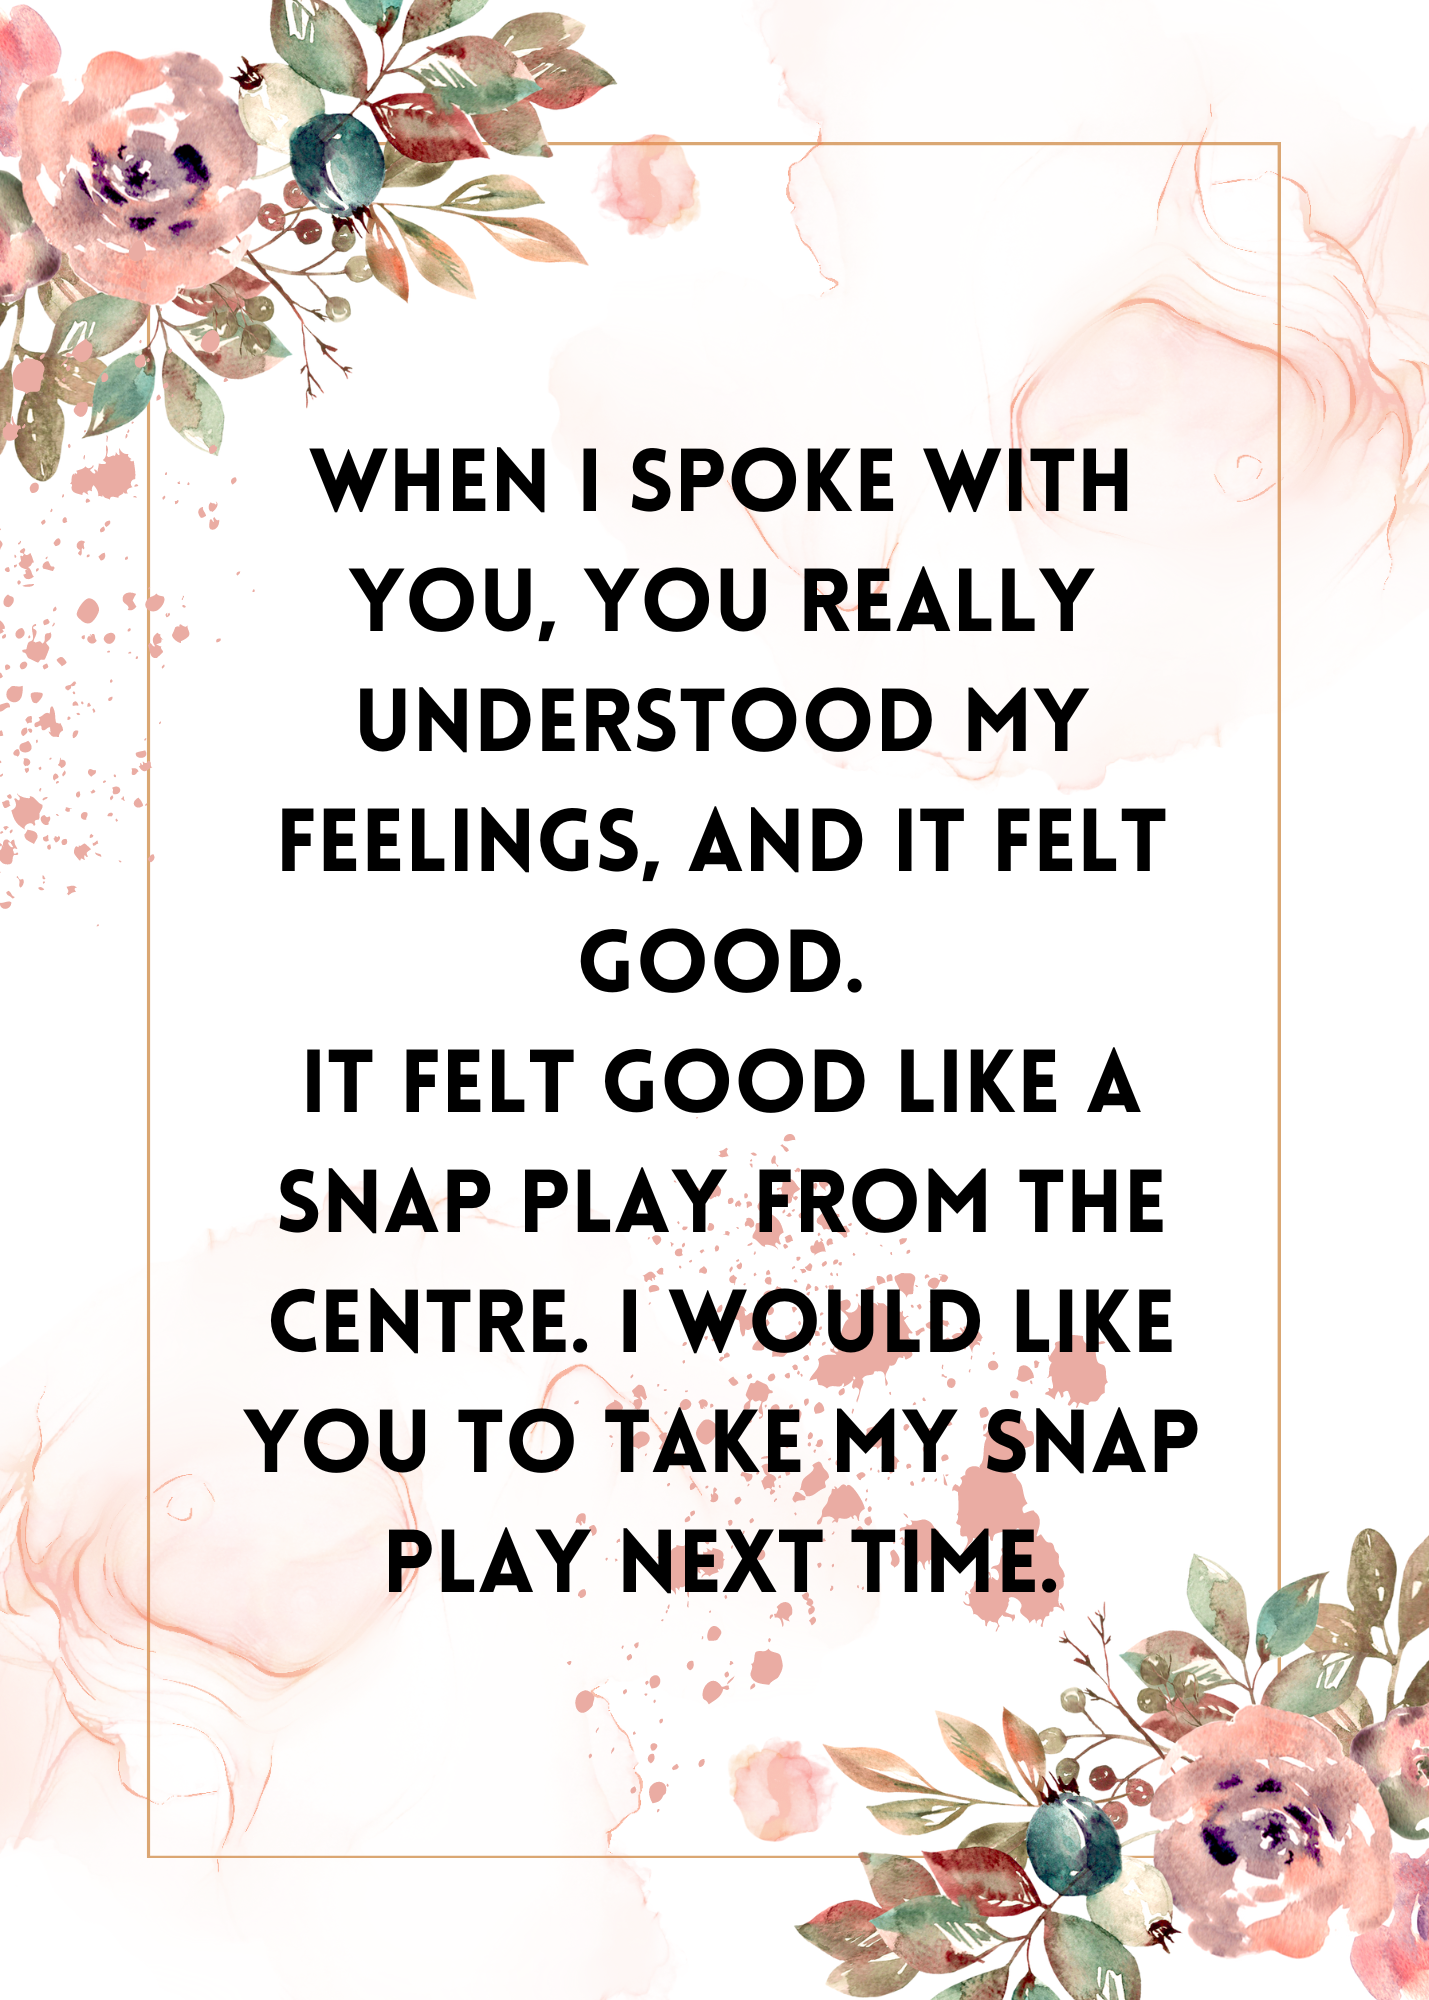 WHEN I SPOKE WITH
YOU, YOU REALLY
UNDERSTOOD MY
FEELINGS, AND IT FELT
GOOD.
IT FELT GOOD LIKE A
SNAP PLAY FROM THE
CENTRE. I WOULD LIKE
YOU TO TAKE MY SNAP
PLAY NEXT TIME.